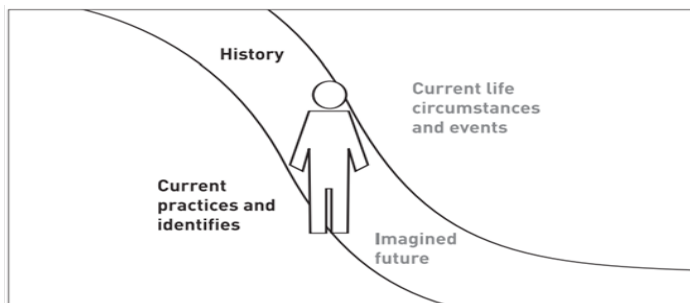 History
Current life
circumstances
and events
Current
practices and
identifies
Imagined
future